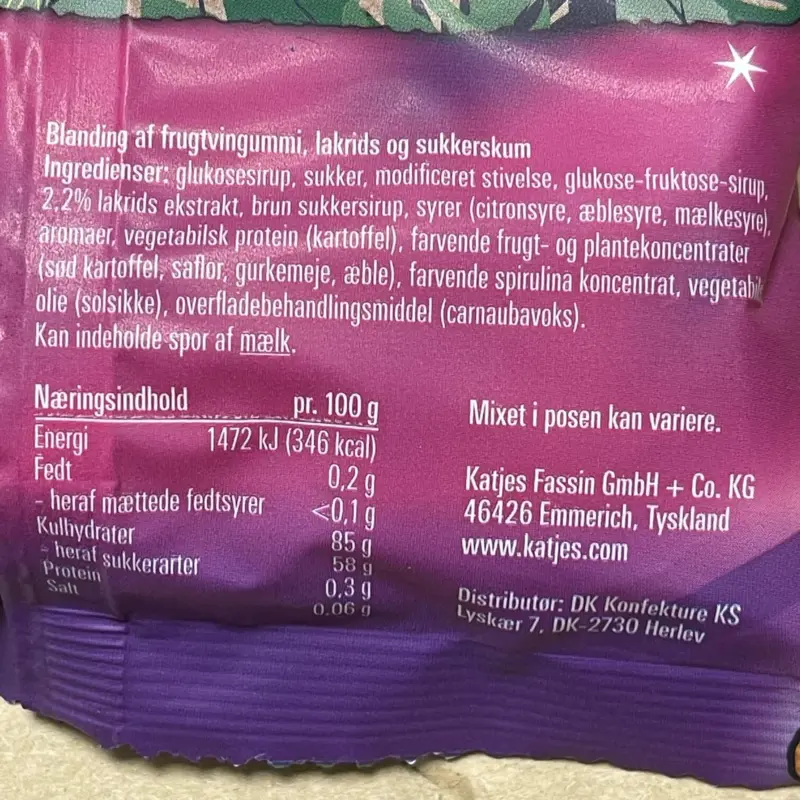 Blanding af frugtvingummi, lakrids og sukkerskum
Ingredienser: glukosesirup, sukker, modificeret stivelse, glukose-fruktose-sirup,
2,2% lakrids ekstrakt, brun sukkersirup, syrer (citronsyre, æblesyre, mælkesyre),
aromaer, vegetabilsk protein (kartoffel), farvende frugt- og plantekoncentrater
(sød kartoffel, saflor, gurkemeje, æble), farvende spirulina koncentrat,
olie (solsikke), overfladebehandlingsmiddel (carnaubavoks).
Kan indeholde spor af mælk.
Næringsindhold pr. 100 g
Energi 1472 kJ (346 kcal)
Fedt 0,2 g
- heraf mættede fedtsyrer <0,1 g
Kulhydrater 85 g
- heraf sukkerarter 58 g
Protein 0,3 g
Salt 0,06 g
Mixet i posen kan variere.
Katjes Fassin GmbH + Co. KG
46426 Emmerich, Tyskland
www.katjes.com
Distributør: DK Konfekture KS
Lyskær 7, DK-2730 Herlev